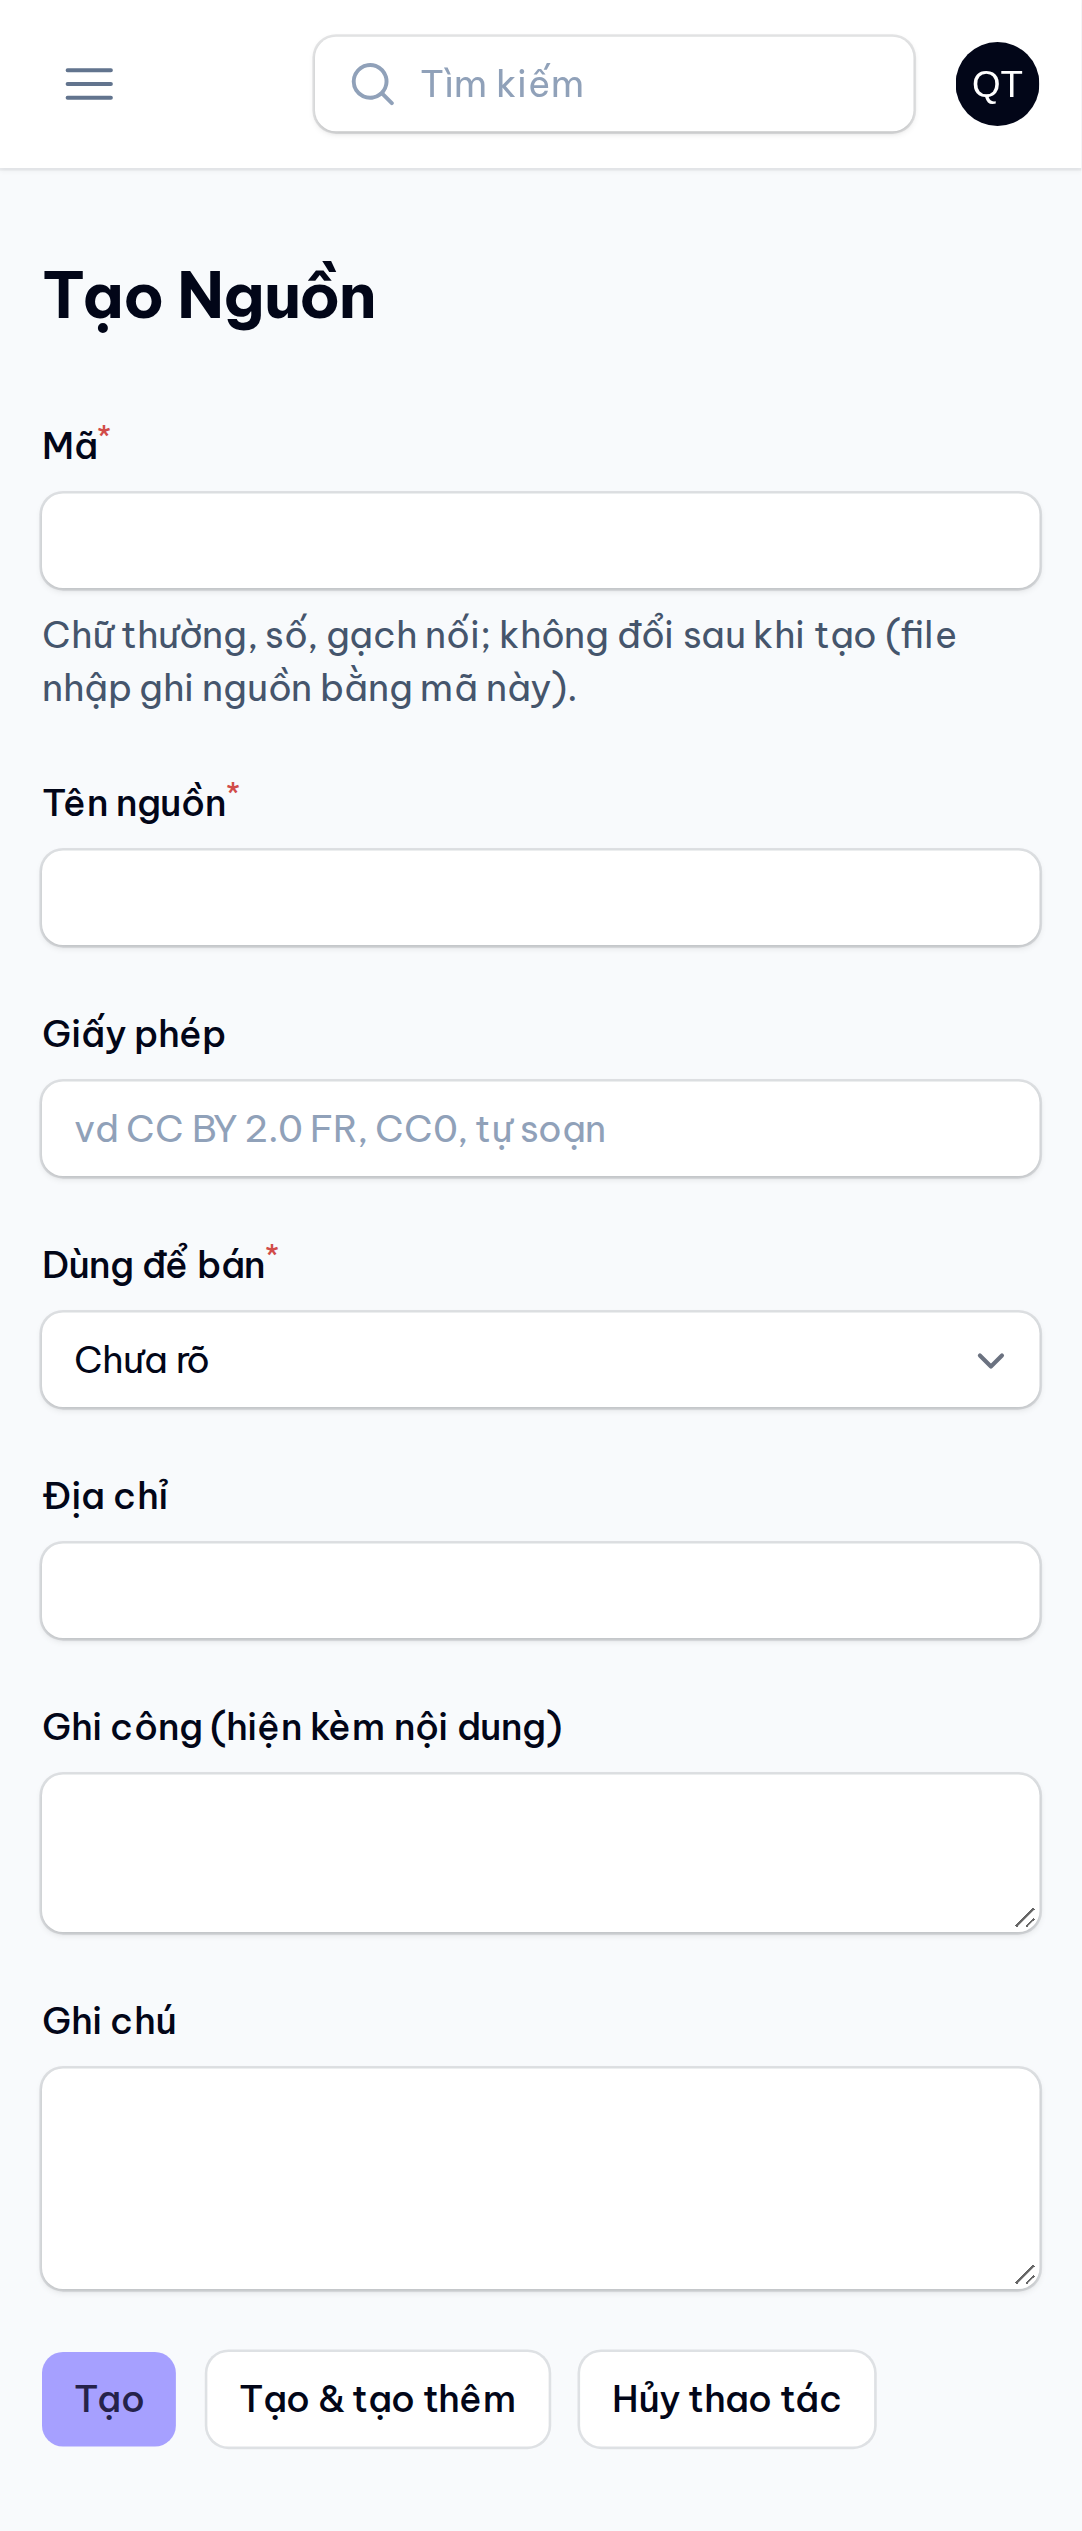 Tìm kiếm
QT
Tạo Nguồn
Mã*
Chữ thường, số, gạch nối; không đổi sau khi tạo (file
nhập ghi nguồn bằng mã này).
Tên nguồn*
Giấy phép
vd CC BY 2.0 FR, CC0, tự soạn
Dùng để bán*
Chưa rõ
Địa chỉ
Ghi công (hiện kèm nội dung)
Ghi chú
Tạo
Tạo & tạo thêm
Hủy thao tác